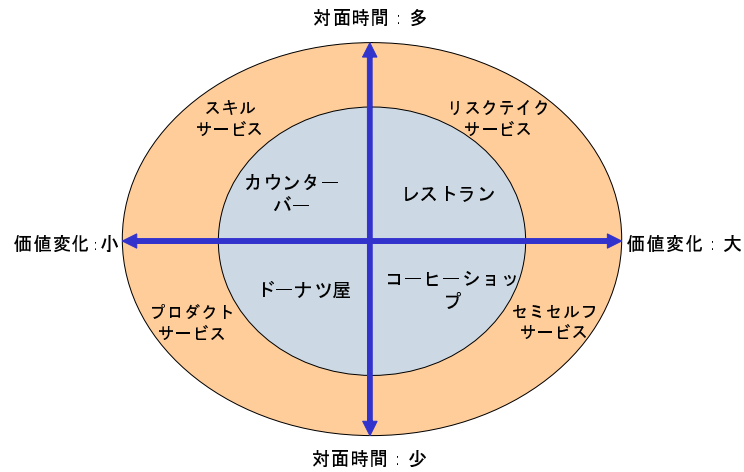 対面時間：多
スキル
サービス
リスクテイク
サービス
カウンター
バー
レストラン
価値変化：小
価値変化：大
ドーナツ屋
コーヒーショッ
プ
プロダクト
サービス
セミセルフ
サービス
対面時間：少